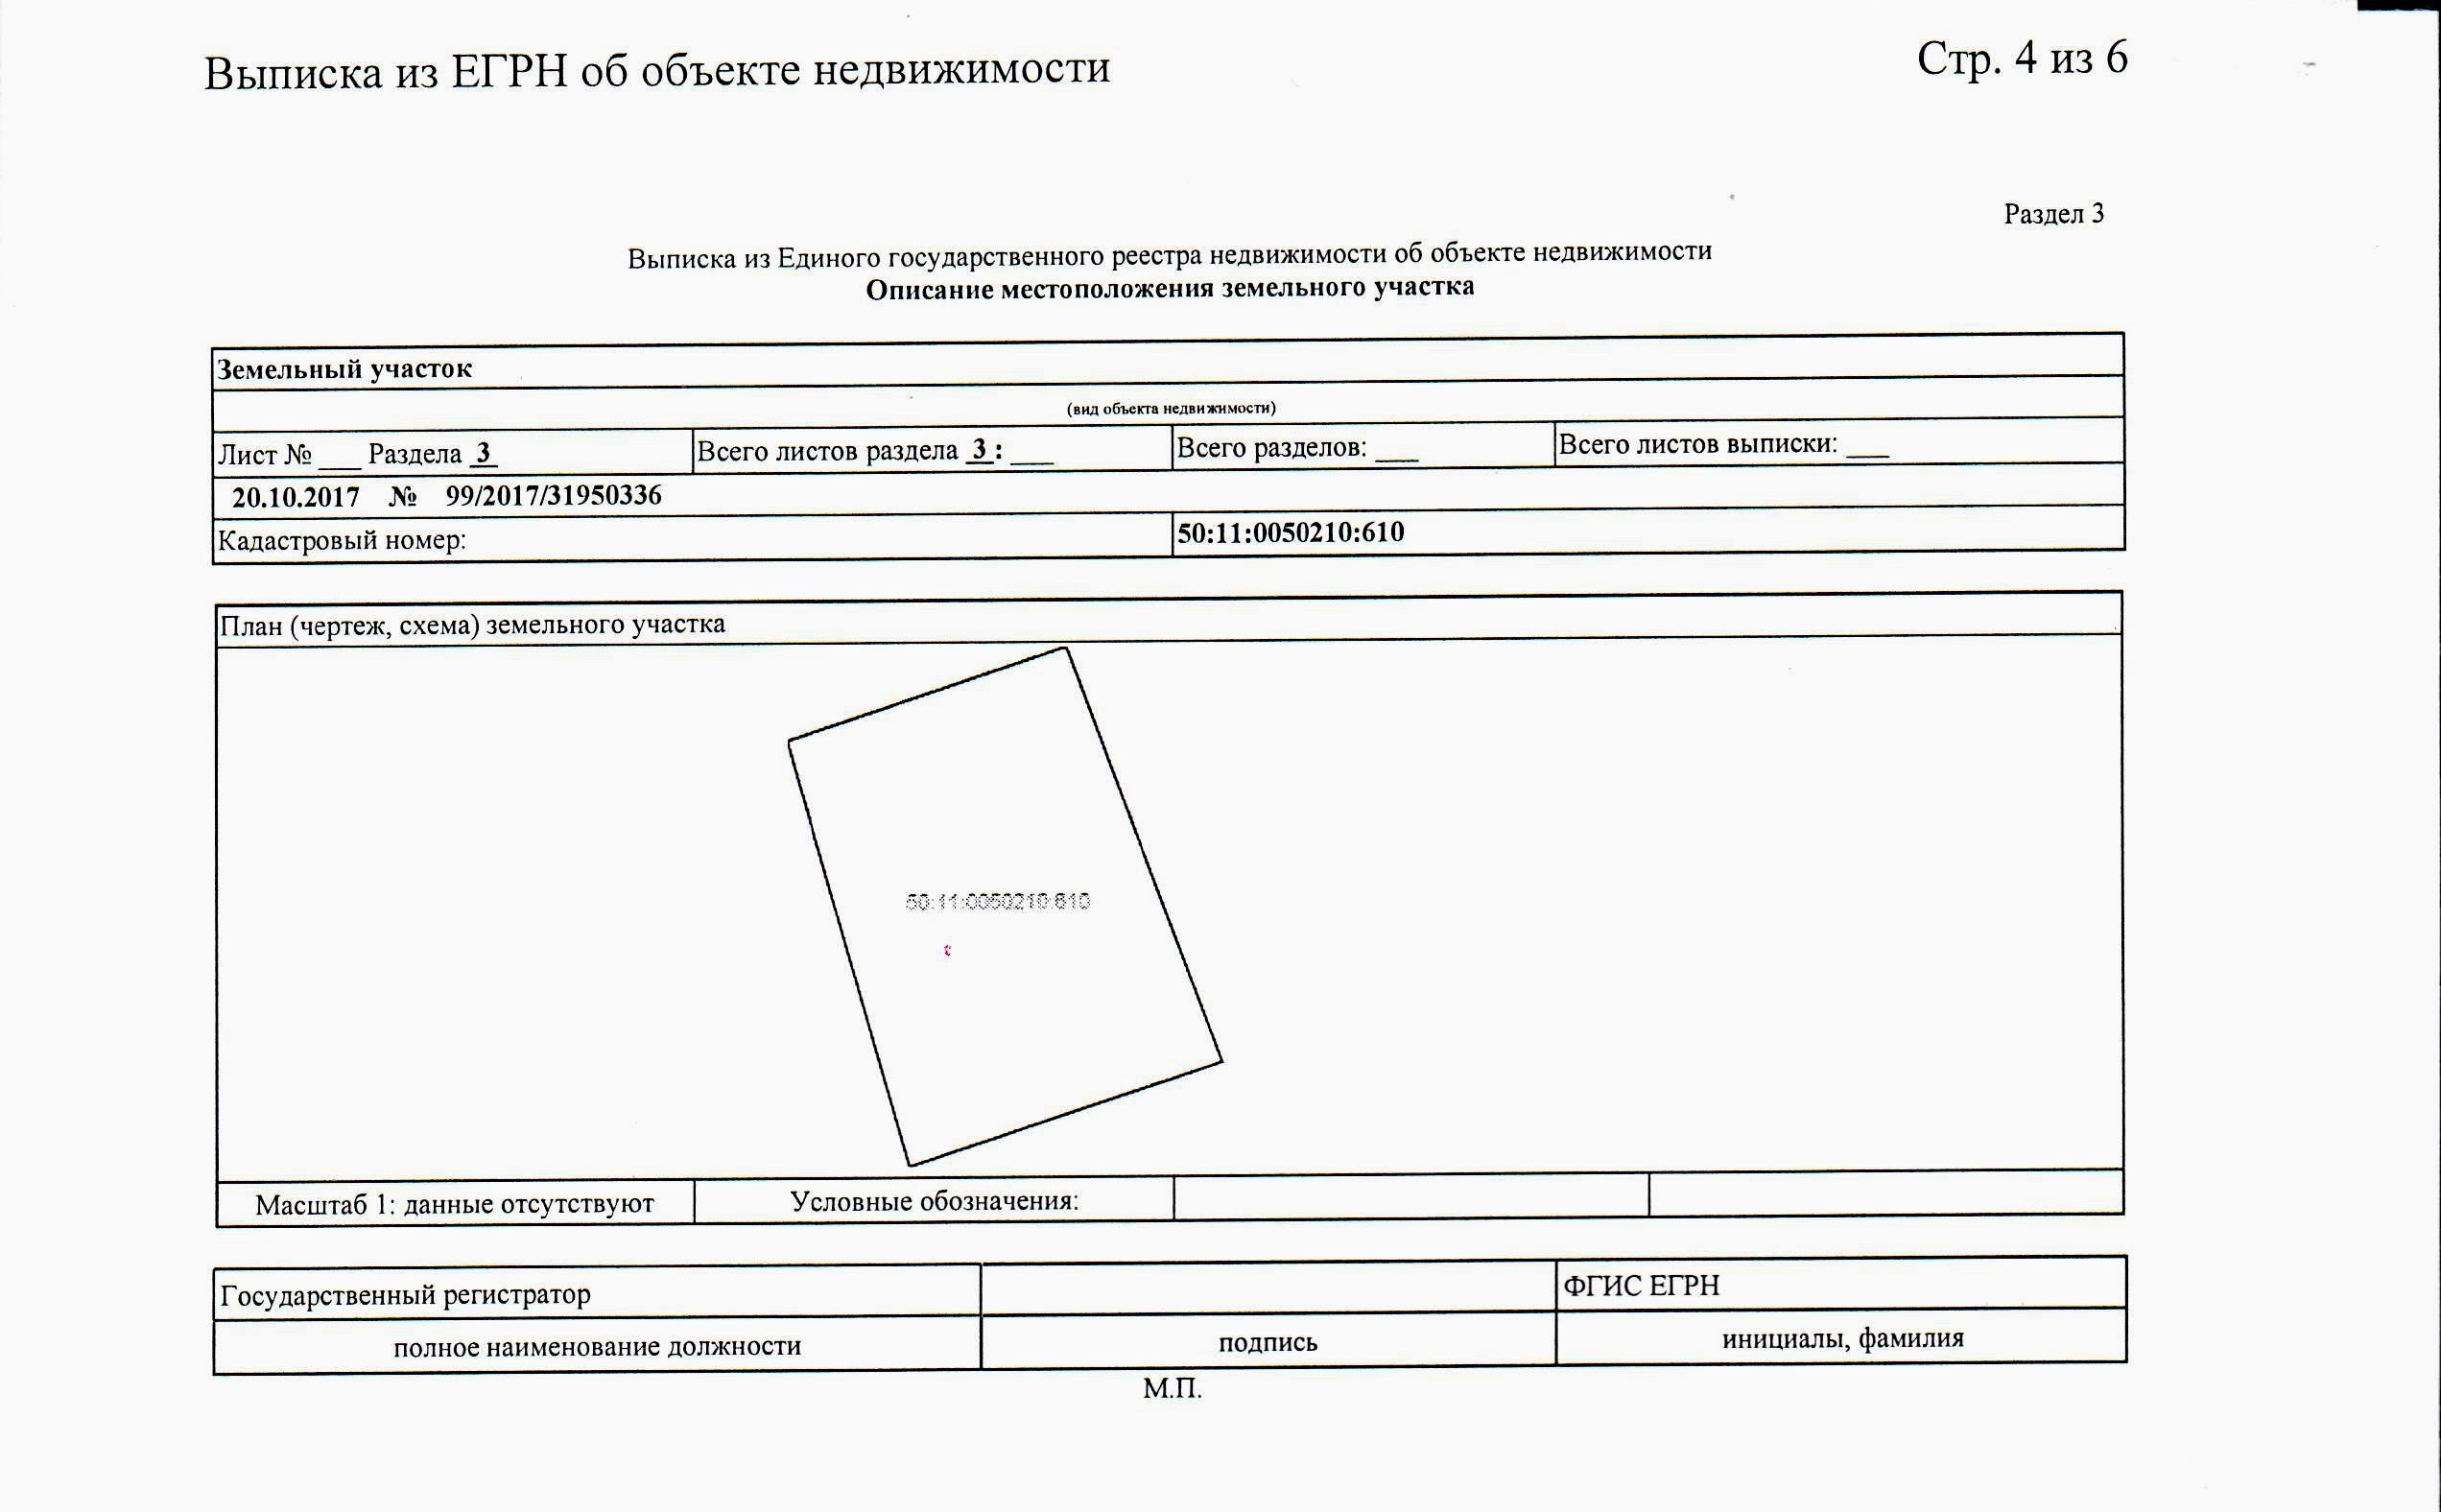 Выписка из ЕГРН об объекте недвижимости
Стр. 4 из 6
Раздел 3
Выписка из Единого государственного реестра недвижимости об объекте недвижимости
Описание местоположения земельного участка
Земельный участок
(вид объекта недвижимости)
Лист № ___ Раздела 3
Всего листов раздела 3 : ___
Всего разделов: ___
Всего листов выписки: ___
20.10.2017 № 99/2017/31950336
Кадастровый номер:
50:11:0050210:610
План (чертеж, схема) земельного участка
50:11:0050210:610
Масштаб 1: данные отсутствуют
Условные обозначения:
Государственный регистратор
ФГИС ЕГРН
полное наименование должности
подпись
инициалы, фамилия
М.П.